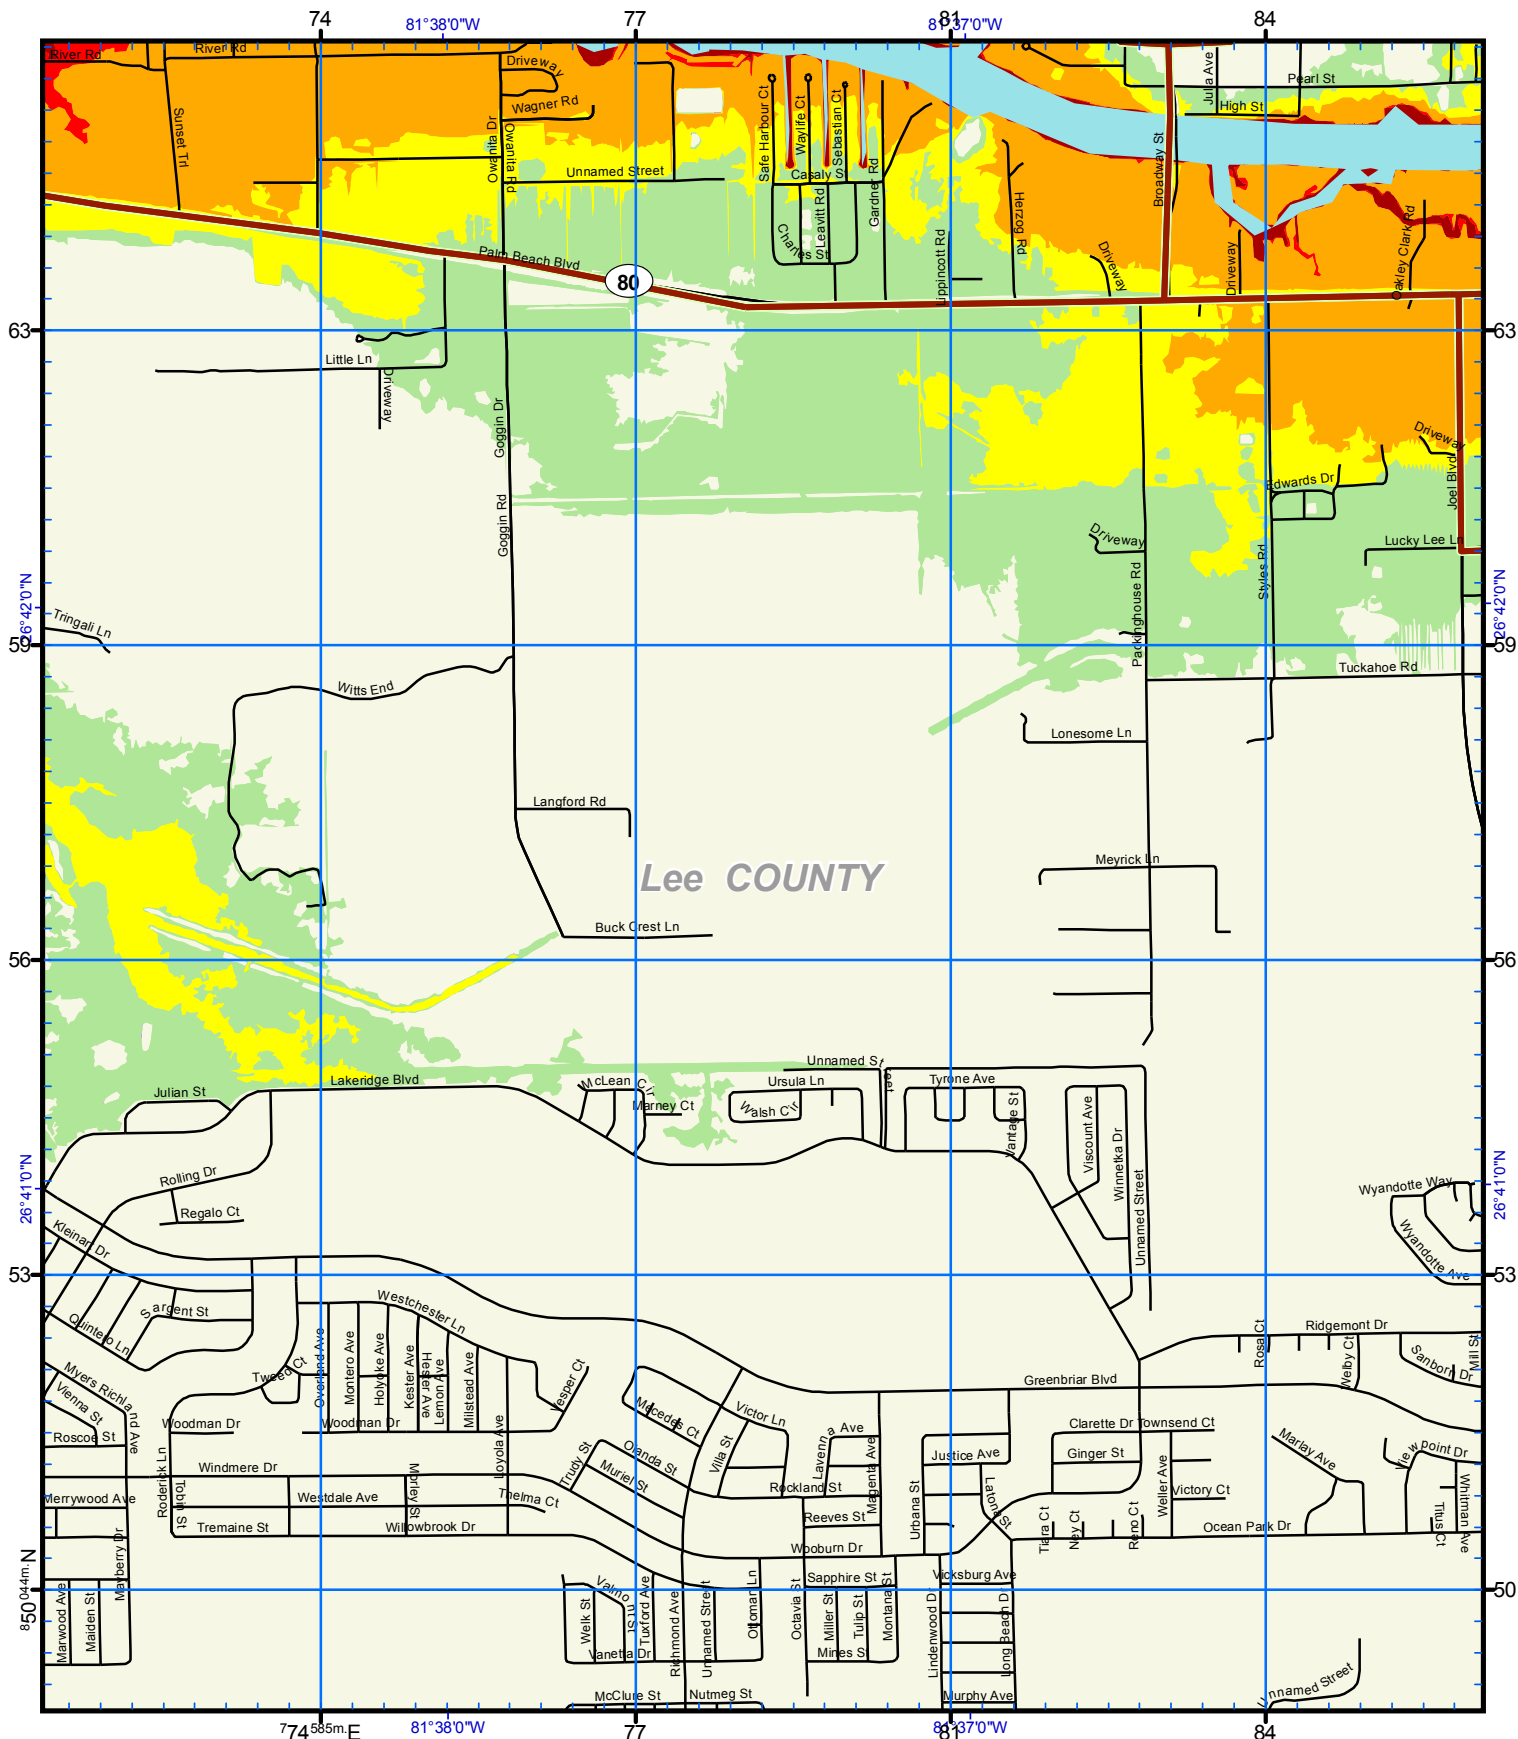 74
77
81
84
81°38'0"W
81°37'0"W
River Rd
River Rd
Driveway
Wagner Rd
Sunset Trl
Owanita Dr
Owanita Rd
Unnamed Street
Safe Harbour Ct
Waylife Ct
Sebastian Ct
Casaly S
Leavitt Rd
Charles St
Gardner Rd
Lippincott Rd
Herzog Rd
Driveway
Broadway St
Julia Ave
Pearl St
High St
Driveway
Oakley Clark Rd
Palm Beach Blvd
80
63
63
Little Ln
Driveway
Goggin Dr
Goggin Rd
Driveway
Edwards Dr
Joel Blvd
Lucky Lee Ln
Driveway
Packinghouse Rd
Styles Rd
26°42'0"N
26°42'0"N
Tringali Ln
59
59
Tuckahoe Rd
Witts End
Lonesome Ln
Langford Rd
Meyrick Ln
Lee COUNTY
Buck Crest Ln
56
56
Unnamed Street
Julian St
Lakeridge Blvd
McLean Cir
Marney Ct
Ursula Ln
Walsh Cir
Tyrone Ave
Vantage St
Viscount Ave
Winnetka Dr
Unnamed Street
26°41'0"N
26°41'0"N
Rolling Dr
Regalo Ct
Wyandotte Way
Wyandotte Ave
Kleinan Dr
53
53
Sargent St
Quintero Ln
Westchester Ln
Ridgemont Dr
Rosal Ct
Welby Ct
Sanborn Dr
Mill St
Tweed Ct
Overland Ave
Montero Ave
Holyoke Ave
Kester Ave
Hester Ave
Lemuon Ave
Milstead Ave
Vesper Ct
Greenbriar Blvd
Myers Richland Ave
Vienna St
Roscoe St
Woodman Dr
Woodman Dr
Loyola Ave
Mecedes Ct
Victor Ln
Villa St
Lavenna Ave
Magenta Ave
Clarette Dr
Townsend Ct
Justice Ave
Ginger St
Marlay Ave
Viewpoint Dr
Windmere Dr
Roderick Ln
Tobin St
Morley St
Trudy St
Olanda St
Muriel St
Thelma Ct
Rockland St
Weller Ave
Victory Ct
Merrywood Ave
Westdale Ave
Reeves St
Urbana St
Latona St
Tiara Ct
Ney Ct
Reno Ct
Ocean Park Dr
Titus Ct
Whitman Ave
Tremaine St
Willowbrook Dr
Wooburn Dr
Mayberry Dr
Vicksburg Ave
Sapphire St
50
8 50 044m. N
Marwood Ave
Maiden St
Valmont St
Welk St
Tuxford Ave
Richmond Ave
Unnamed Street
Ottoman Ln
Octavia St
Miller St
Tulip St
Montana St
Lindenwood Dr
Long Beach Dr
Vanetta Dr
Mines St
McClure St
Nutmeg St
Murphy Ave
Unnamed Street
7 74 585m. E
81°38'0"W
77
81
81°37'0"W
84